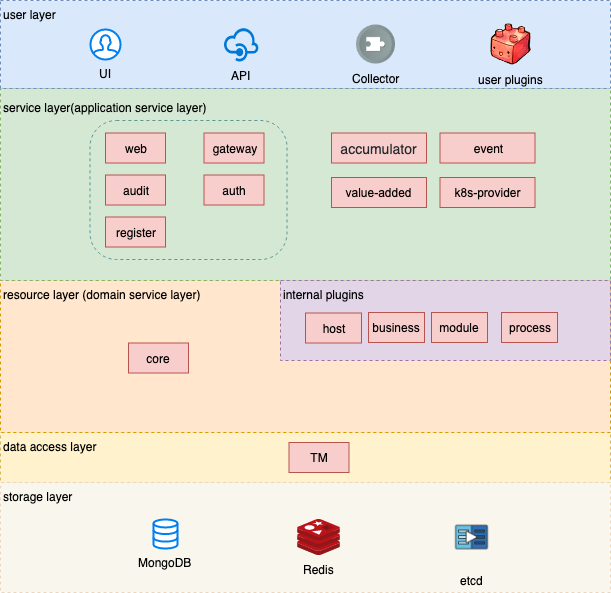 user layer
UI
API
Collector
user plugins
service layer(application service layer)
web
gateway
accumulator
event
audit
auth
value-added
k8s-provider
register
resource layer (domain service layer)
internal plugins
host
business
module
process
core
data access layer
TM
storage layer
MongoDB
Redis
etcd